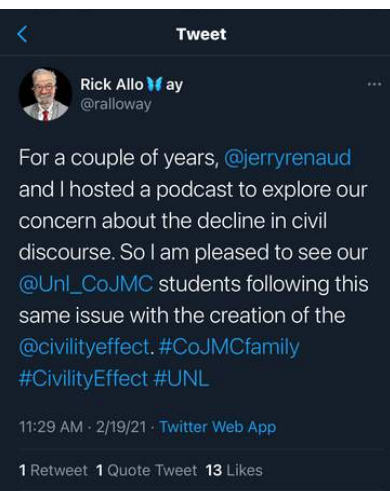 Tweet
Rick Allo🦋ay
@ralloway
For a couple of years, @jerryrenaud
and I hosted a podcast to explore our
concern about the decline in civil
discourse. So I am pleased to see our
@Unl_CoJMC students following this
same issue with the creation of the
@civilityeffect. #CoJMCfamily
#CivilityEffect #UNL
11:29 AM · 2/19/21 · Twitter Web App
1 Retweet 1 Quote Tweet 13 Likes